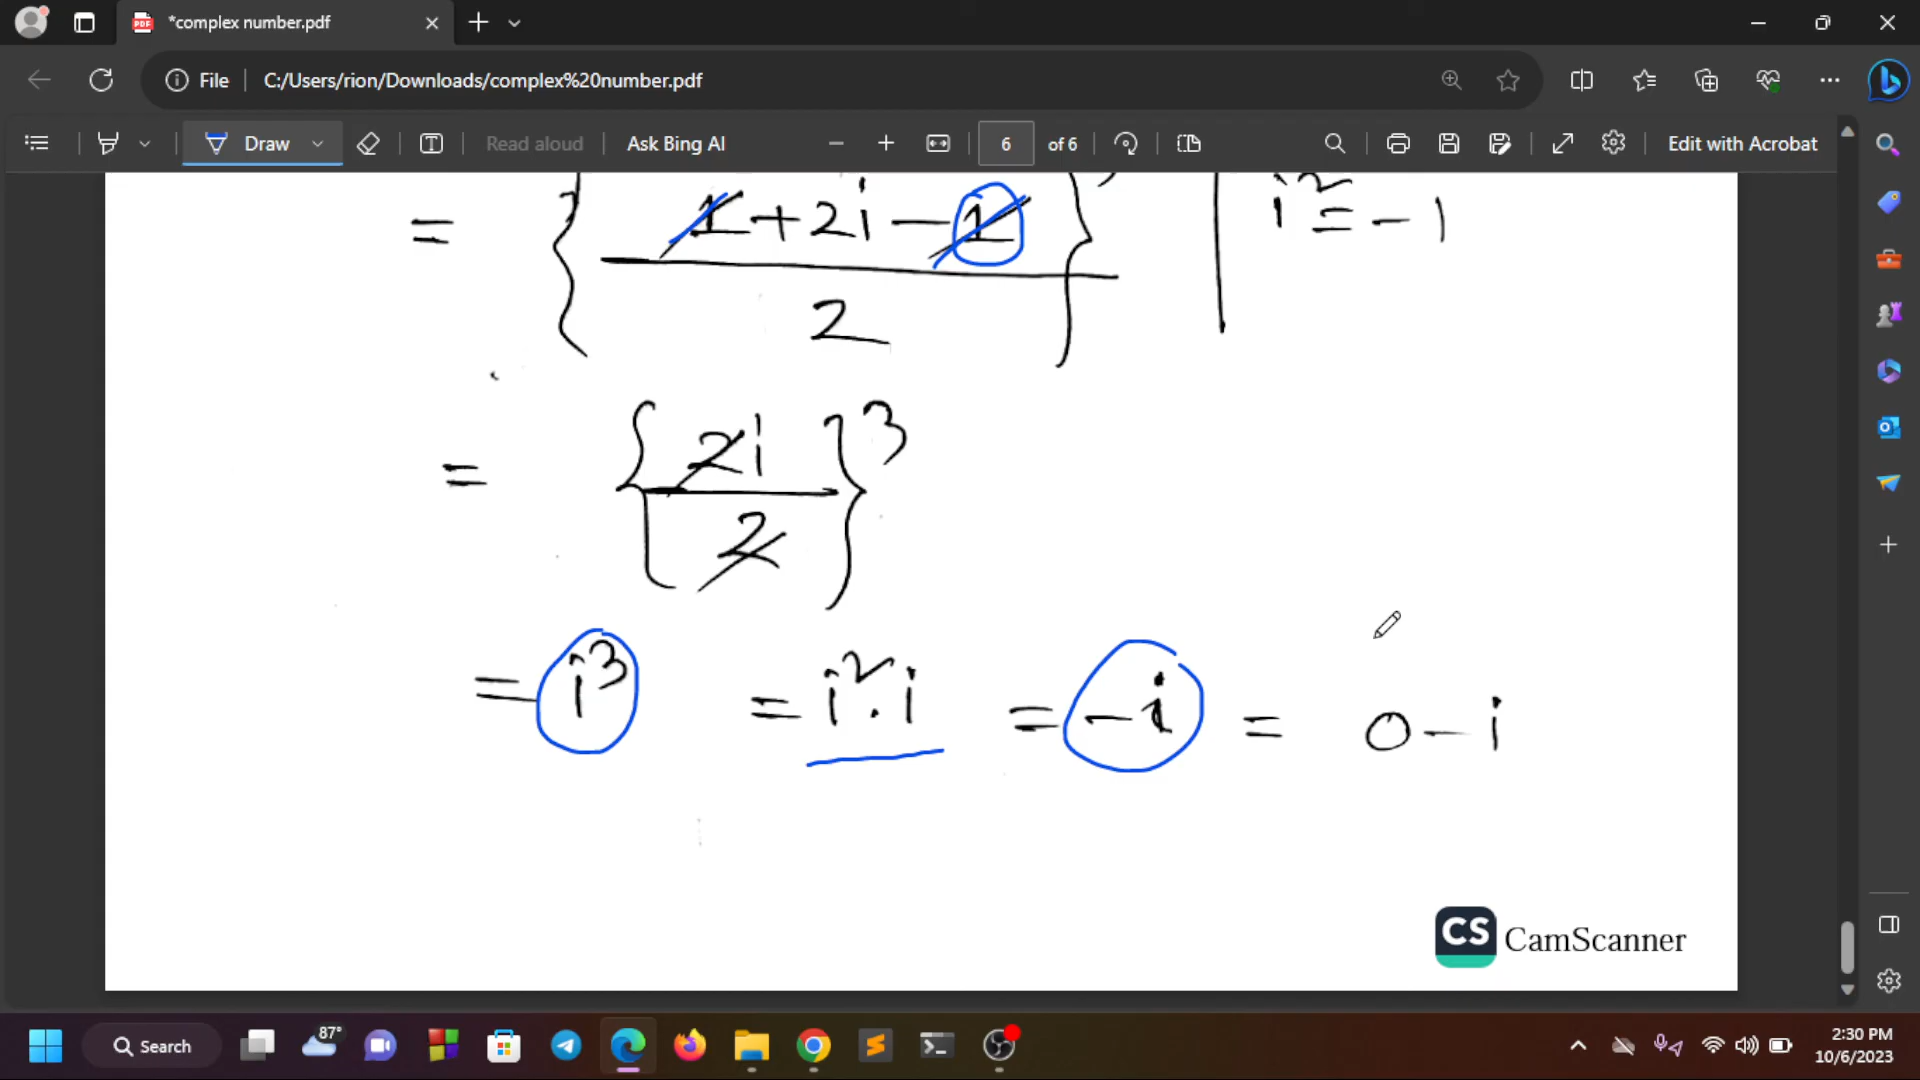 *complex number.pdf
File C:/Users/rion/Downloads/complex%20number.pdf
Draw Read aloud Ask Bing AI 6 of 6 Edit with Acrobat
= { (1 + 2i - 1) / 2 } i² = -1
= { 2i / 2 }³
= i³ = i² . i = -i = 0 - i
CS CamScanner
87°
Search
2:30 PM
10/6/2023